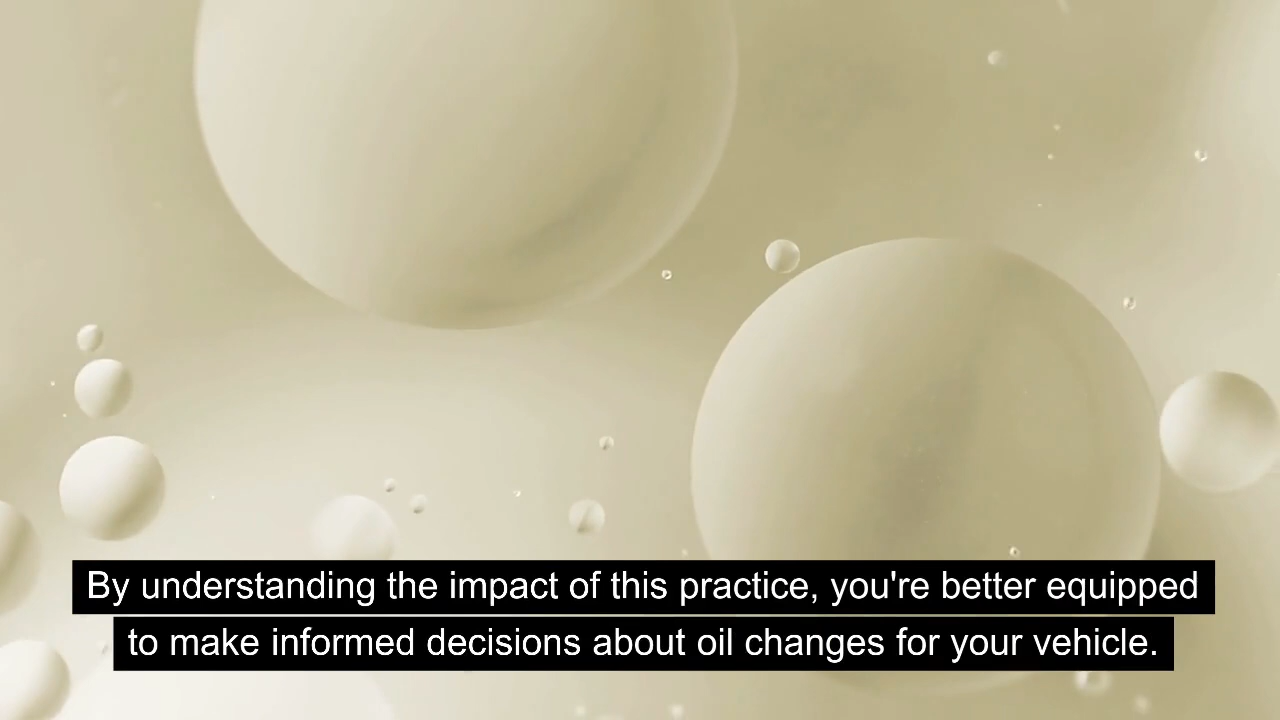 By understanding the impact of this practice, you're better equipped
to make informed decisions about oil changes for your vehicle.